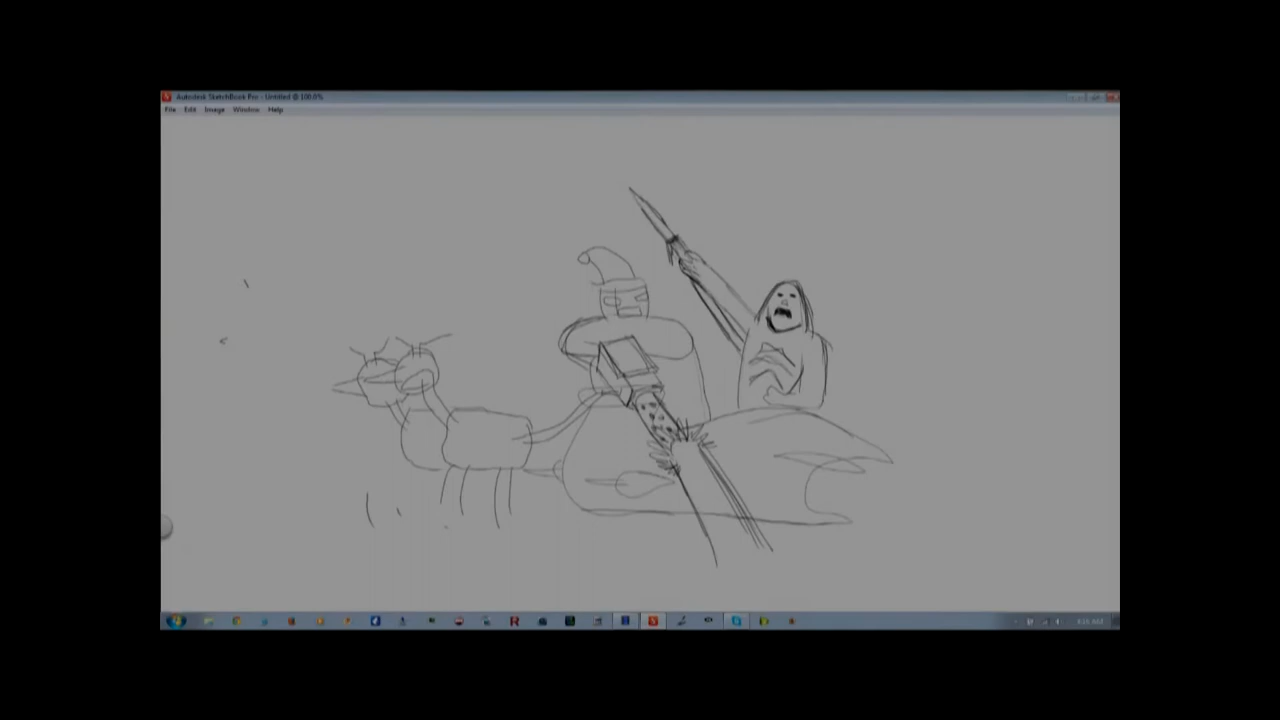 Autodesk SketchBook Pro - Untitled @ 100.0%
File Edit Image Window Help
R